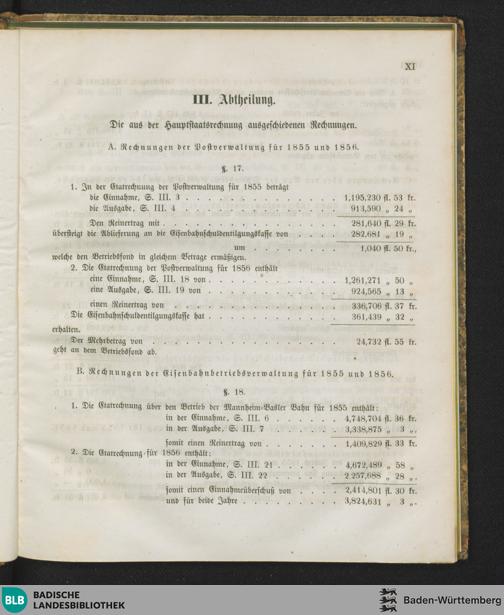 XI
III. Abtheilung.
Die aus der Hauptstaatsrechnung ausgeschiedenen Rechnungen.
A. Rechnungen der Postverwaltung für 1855 und 1856.
§. 17.
1. In der Etatrechnung der Postverwaltung für 1855 beträgt
die Einnahme, S. III. 3 . . . . . . . . . . . . . . . 1,195,230 fl. 53 kr.
die Ausgabe, S. III. 4 . . . . . . . . . . . . . . . 913,590 „ 24 „
Den Reinertrag mit . . . . . . . . . . . . . . . 281,640 fl. 29 kr.
übersteigt die Ablieferung an die Eisenbahnschuldentilgungskasse von . . . . 282,681 „ 19 „
um . . . . . . . . 1,040 fl. 50 kr.,
welche den Betriebsfond in gleichem Betrage ermäßigen.
2. Die Etatrechnung der Postverwaltung für 1856 enthält
eine Einnahme, S. III. 18 von . . . . . . . . . . . . 1,261,271 „ 50 „
eine Ausgabe, S. III. 19 von . . . . . . . . . . . . 924,565 „ 13 „
einen Reinertrag von . . . . . . . . . . . . . . . 336,706 fl. 37 kr.
Die Eisenbahnschuldentilgungskasse hat . . . . . . . . . . . . 361,439 „ 32 „
erhalten.
Der Mehrbetrag von . . . . . . . . . . . . . . . . . 24,732 fl. 55 kr.
geht an dem Betriebsfond ab.
B. Rechnungen der Eisenbahnbetriebsverwaltung für 1855 und 1856.
§. 18.
1. Die Etatrechnung über den Betrieb der Mannheim-Basler Bahn für 1855 enthält:
in der Einnahme, S. III. 6 . . . . . . 4,748,704 fl. 36 kr.
in der Ausgabe, S. III. 7 . . . . . . 3,338,875 „ 3 „,
somit einen Reinertrag von . . . . . . . 1,409,829 fl. 33 kr.
2. Die Etatrechnung für 1856 enthält:
in der Einnahme, S. III. 21 . . . . . . 4,672,489 „ 58 „
in der Ausgabe, S. III. 22 . . . . . . 2,257,688 „ 28 „,
somit einen Einnahmeüberschuß von . . . . 2,414,801 fl. 30 kr.
und für beide Jahre . . . . . . . . . 3,824,631 „ 3 „.
BLB
BADISCHE
LANDESBIBLIOTHEK
Baden-Württemberg